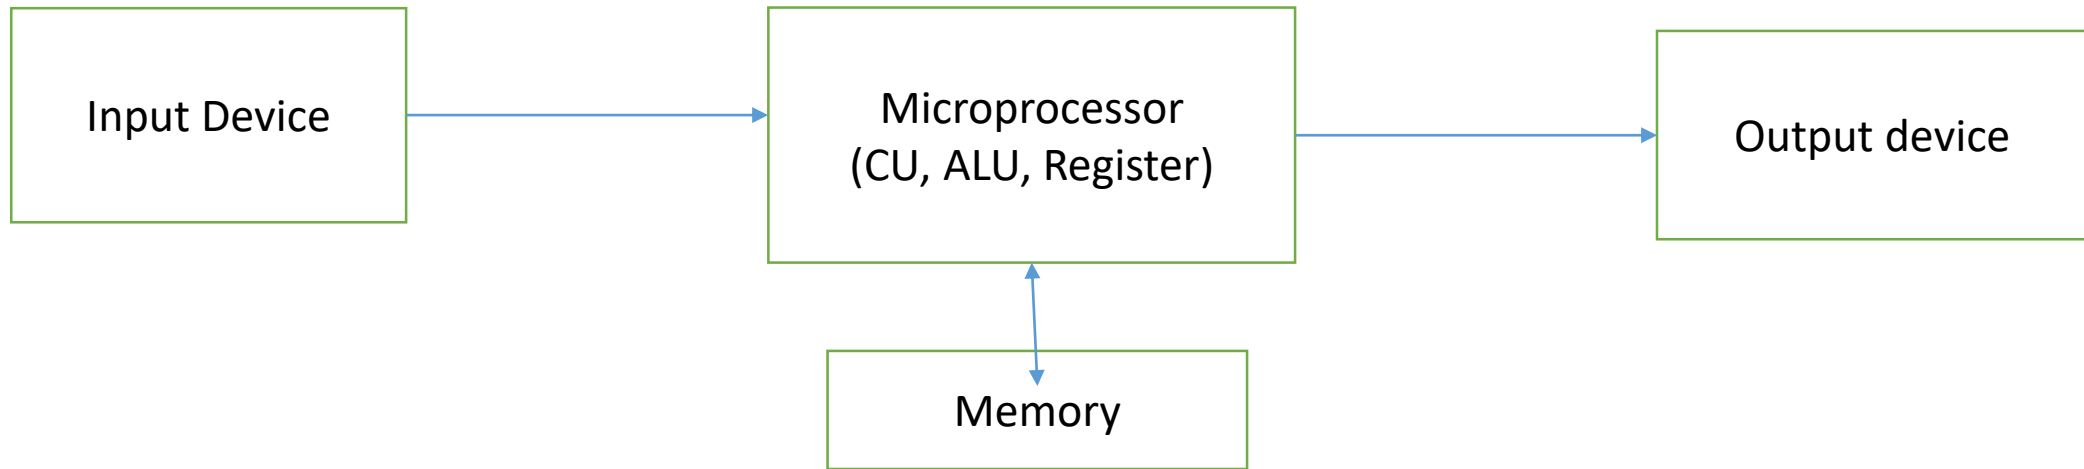 Input Device
Microprocessor
(CU, ALU, Register)
Output device
Memory